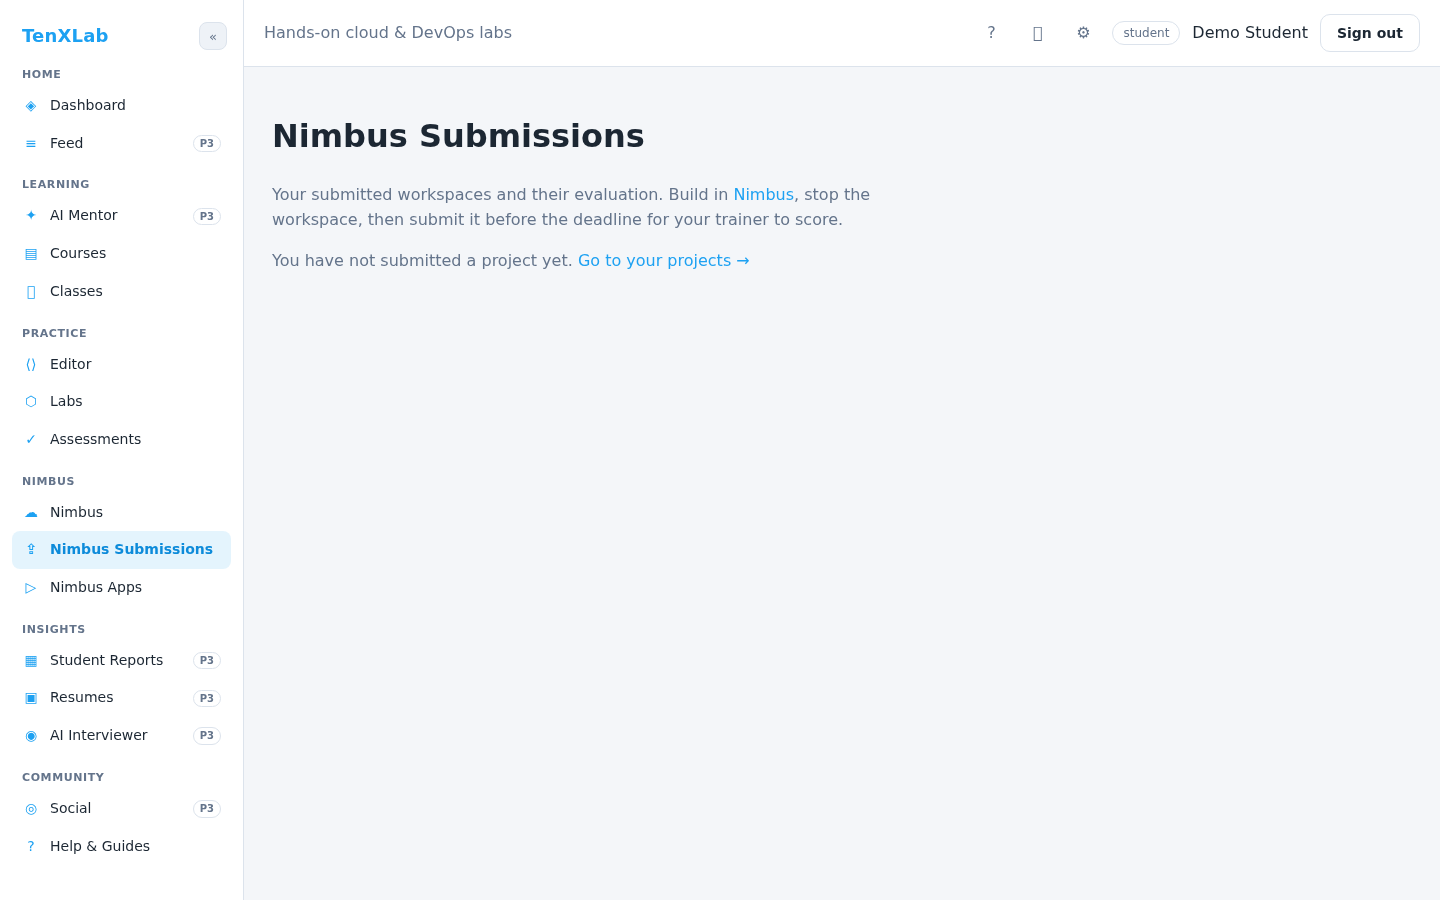 TenXLab
«
HOME
Dashboard
Feed P3
LEARNING
AI Mentor P3
Courses
Classes
PRACTICE
Editor
Labs
Assessments
NIMBUS
Nimbus
Nimbus Submissions
Nimbus Apps
INSIGHTS
Student Reports P3
Resumes P3
AI Interviewer P3
COMMUNITY
Social P3
? Help & Guides
Hands-on cloud & DevOps labs
? student Demo Student Sign out
Nimbus Submissions
Your submitted workspaces and their evaluation. Build in Nimbus, stop the
workspace, then submit it before the deadline for your trainer to score.
You have not submitted a project yet. Go to your projects →